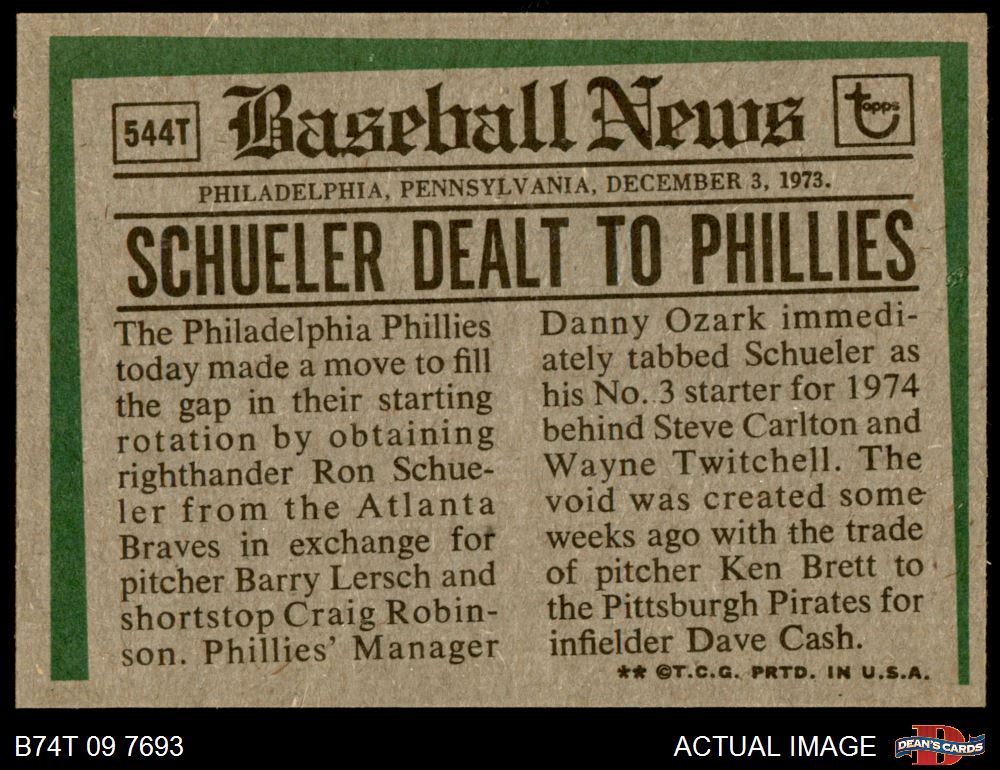 544T
Baseball News
topps
PHILADELPHIA, PENNSYLVANIA, DECEMBER 3, 1973.
SCHUELER DEALT TO PHILLIES
The Philadelphia Phillies
today made a move to fill
the gap in their starting
rotation by obtaining
righthander Ron Schue-
ler from the Atlanta
Braves in exchange for
pitcher Barry Lersch and
shortstop Craig Robin-
son. Phillies' Manager
Danny Ozark immedi-
ately tabbed Schueler as
his No. 3 starter for 1974
behind Steve Carlton and
Wayne Twitchell. The
void was created some
weeks ago with the trade
of pitcher Ken Brett to
the Pittsburgh Pirates for
infielder Dave Cash.
** ©T.C.G. PRTD. IN U.S.A.
B74T 09 7693
ACTUAL IMAGE
D
DEAN'S CARDS